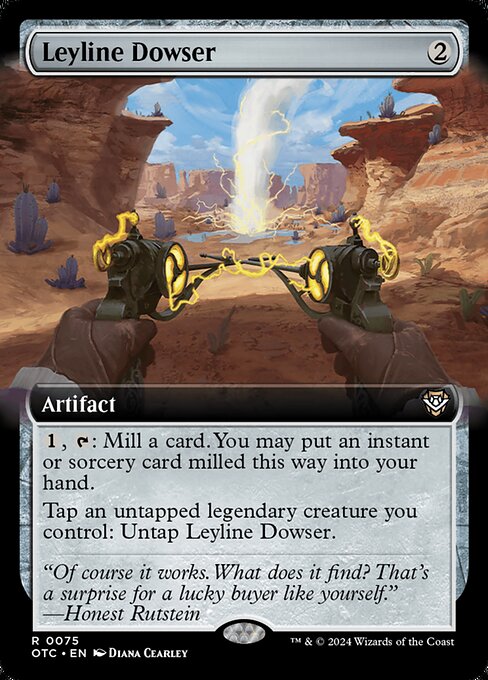 Leyline Dowser 2
Artifact
1, : Mill a card. You may put an instant
or sorcery card milled this way into your
hand.
Tap an untapped legendary creature you
control: Untap Leyline Dowser.
“Of course it works. What does it find? That’s
a surprise for a lucky buyer like yourself.”
—Honest Rutstein
R 0075
OTC • EN DIANA CEARLEY
™ & © 2024 Wizards of the Coast